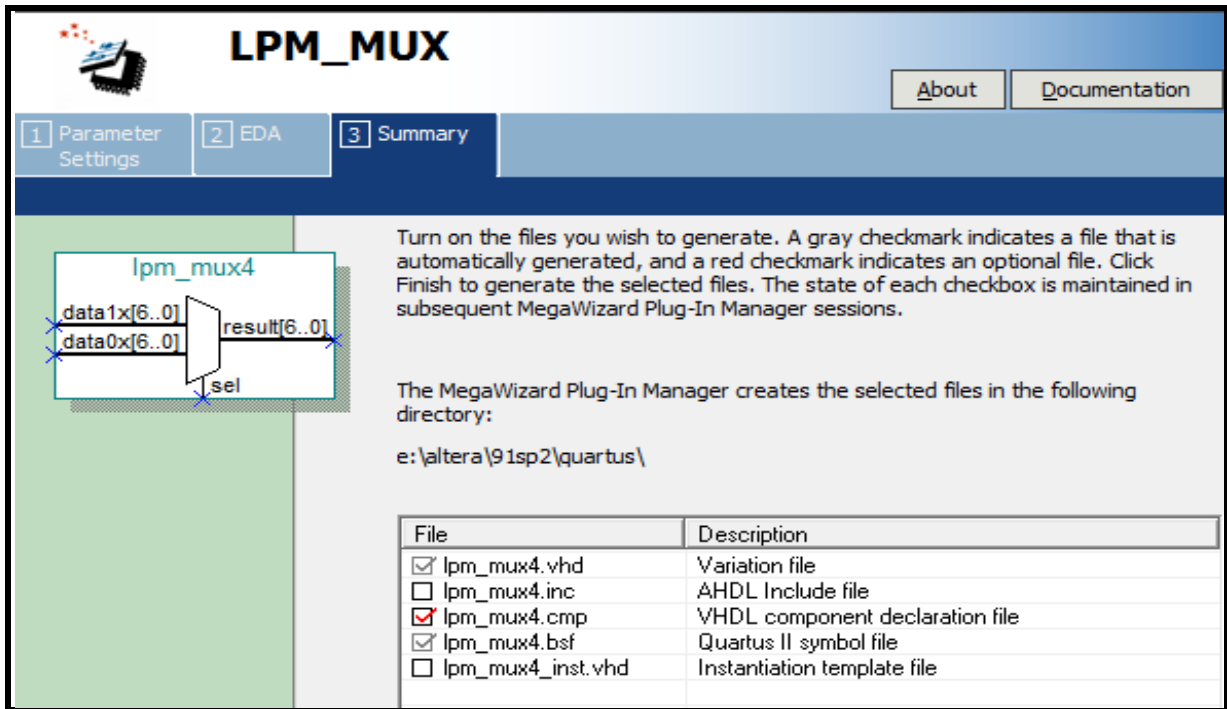 LPM_MUX
About
Documentation
1 Parameter Settings
2 EDA
3 Summary
lpm_mux4
data1x[6..0]
data0x[6..0]
result[6..0]
sel
Turn on the files you wish to generate. A gray checkmark indicates a file that is
automatically generated, and a red checkmark indicates an optional file. Click
Finish to generate the selected files. The state of each checkbox is maintained in
subsequent MegaWizard Plug-In Manager sessions.
The MegaWizard Plug-In Manager creates the selected files in the following
directory:
e:\altera\91sp2\quartus\
File Description
lpm_mux4.vhd Variation file
lpm_mux4.inc AHDL Include file
lpm_mux4.cmp VHDL component declaration file
lpm_mux4.bsf Quartus II symbol file
lpm_mux4_inst.vhd Instantiation template file